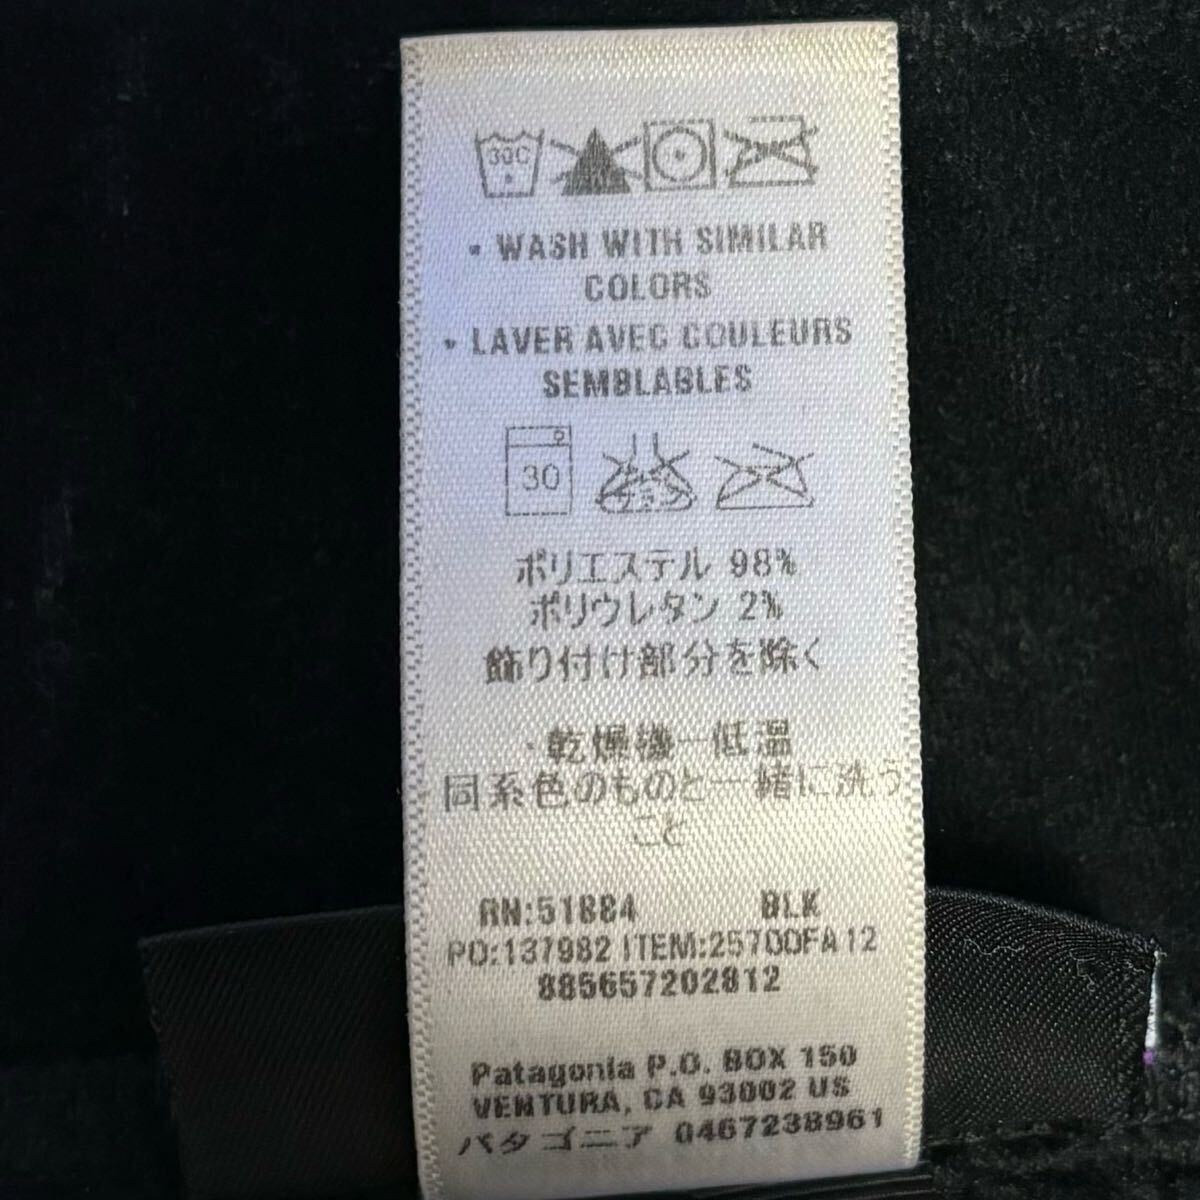 30C
• WASH WITH SIMILAR
COLORS
• LAVER AVEC COULEURS
SEMBLABLES
30
ポリエステル 98%
ポリウレタン 2%
飾り付け部分を除く
・乾燥機一低温
同系色のものと一緒に洗う
こと
RN:51884 BLK
PO:137982 ITEM:25700FA12
885657202812
Patagonia P.O. BOX 150
VENTURA, CA 93002 US
パタゴニア 0467238961